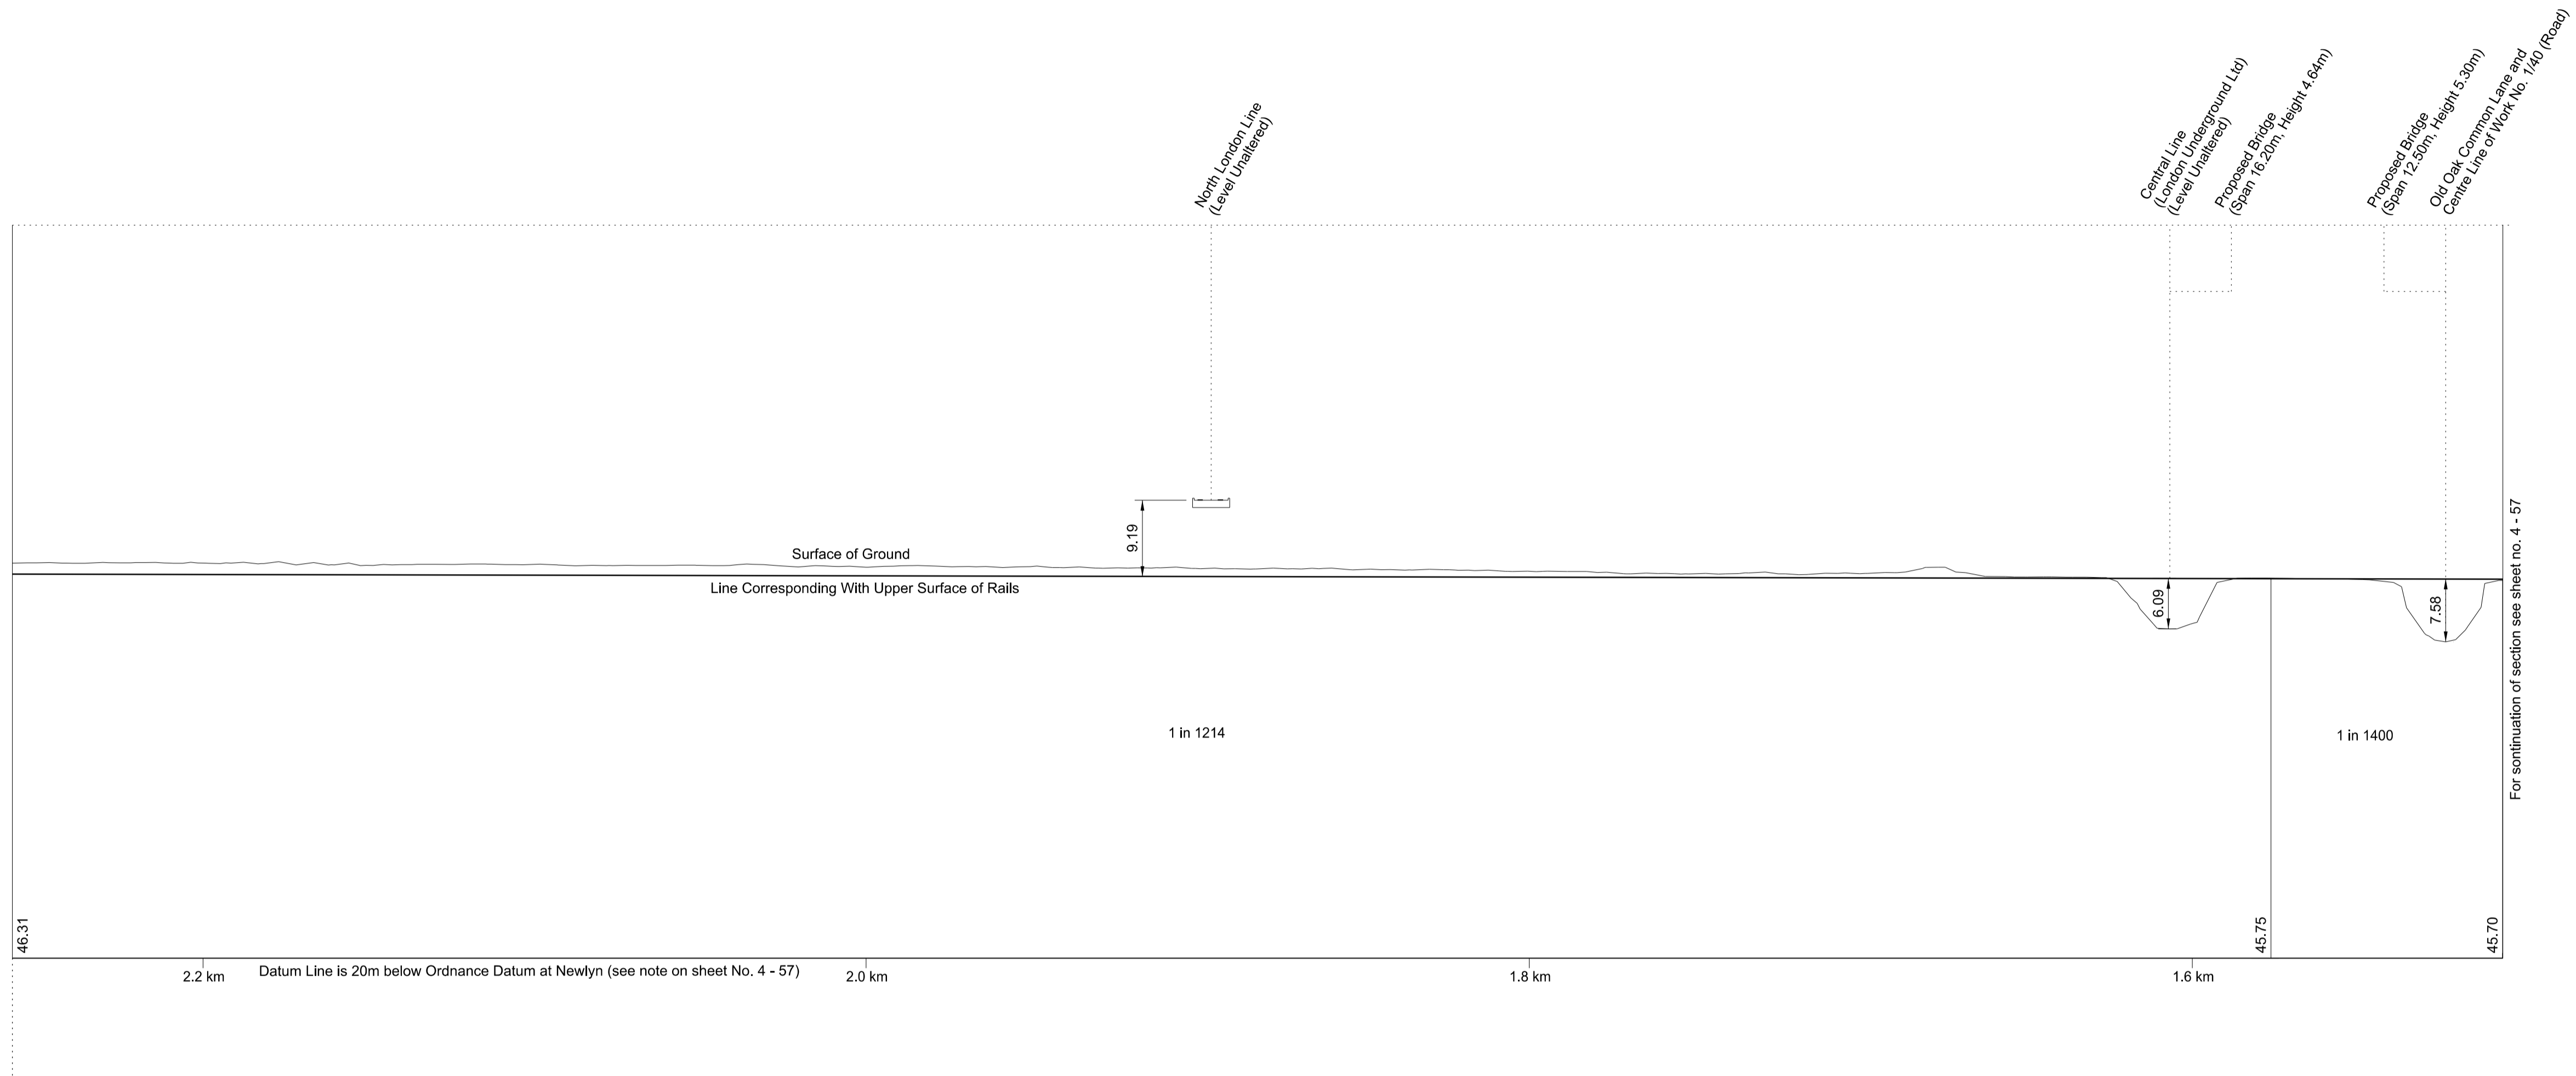 North London Line
(Level Unaltered)
Central Line
(London Underground Ltd)
(Level Unaltered)
Proposed Bridge
(Span 16.20m, Height 4.64m)
Proposed Bridge
(Span 12.50m, Height 5.30m)
Old Oak Common Lane and
Centre Line of Work No. 1/40 (Road)
9.19
Surface of Ground
Line Corresponding With Upper Surface of Rails
6.09
7.58
For sontinuation of section see sheet no. 4 - 57
1 in 1214
1 in 1400
46.31
45.75
45.70
2.2 km
Datum Line is 20m below Ordnance Datum at Newlyn (see note on sheet No. 4 - 57)
2.0 km
1.8 km
1.6 km